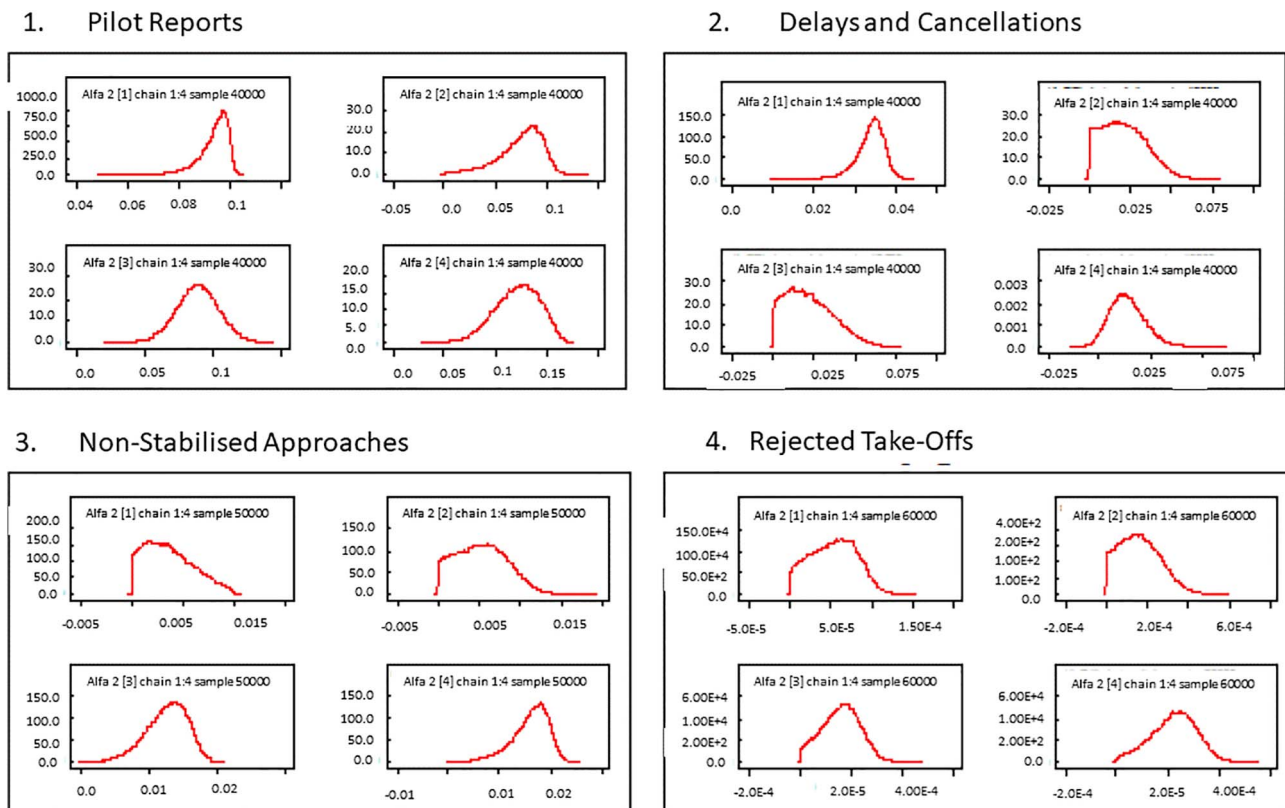 1. Pilot Reports
Alfa 2 [1] chain 1:4 sample 40000
1000.0
750.0
500.0
250.0
0.0
0.04 0.06 0.08 0.1
Alfa 2 [2] chain 1:4 sample 40000
30.0
20.0
10.0
0.0
-0.05 0.0 0.05 0.1
Alfa 2 [3] chain 1:4 sample 40000
30.0
20.0
10.0
0.0
0.0 0.05 0.1
Alfa 2 [4] chain 1:4 sample 40000
20.0
15.0
10.0
5.0
0.0
0.0 0.05 0.1 0.15
2. Delays and Cancellations
Alfa 2 [1] chain 1:4 sample 40000
150.0
100.0
50.0
0.0
0.0 0.02 0.04
Alfa 2 [2] chain 1:4 sample 40000
30.0
20.0
10.0
0.0
-0.025 0.025 0.075
Alfa 2 [3] chain 1:4 sample 40000
30.0
20.0
10.0
0.0
-0.025 0.025 0.075
Alfa 2 [4] chain 1:4 sample 40000
0.003
0.002
0.001
0.0
-0.025 0.025 0.075
3. Non-Stabilised Approaches
Alfa 2 [1] chain 1:4 sample 50000
200.0
150.0
100.0
50.0
0.0
-0.005 0.005 0.015
Alfa 2 [2] chain 1:4 sample 50000
150.0
100.0
50.0
0.0
-0.005 0.005 0.015
Alfa 2 [3] chain 1:4 sample 50000
150.0
100.0
50.0
0.0
0.0 0.01 0.02
Alfa 2 [4] chain 1:4 sample 50000
150.0
100.0
50.0
0.0
-0.01 0.01 0.02
4. Rejected Take-Offs
Alfa 2 [1] chain 1:4 sample 60000
150.0E+4
100.0E+4
50.00E+2
0.0
-5.0E-5 5.0E-5 1.50E-4
Alfa 2 [2] chain 1:4 sample 60000
4.00E+2
2.00E+2
1.00E+2
0.0
-2.0E-4 2.0E-4 6.0E-4
Alfa 2 [3] chain 1:4 sample 60000
6.00E+4
1.00E+4
2.00E+2
0.0
-2.0E-4 2.0E-5 4.00E-4
Alfa 2 [4] chain 1:4 sample 60000
6.00E+4
1.00E+4
2.00E+2
0.0
-2.0E-4 2.0E-5 4.00E-4